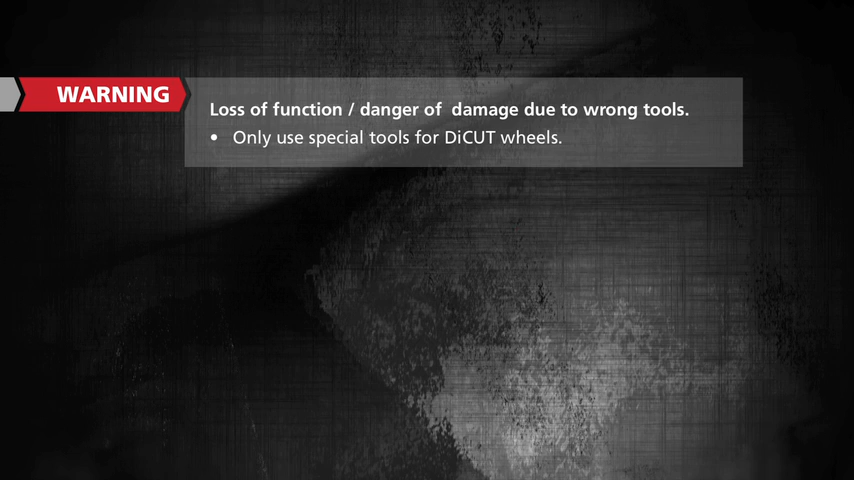 WARNING
Loss of function / danger of damage due to wrong tools.
• Only use special tools for DiCUT wheels.